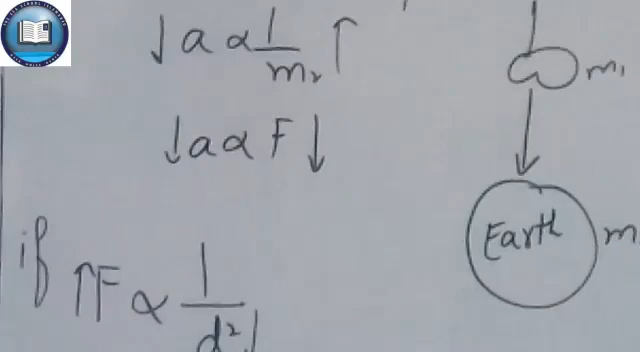 ↓a ∝ 1/m₂ ↑
m₁
↓a ∝ F↓
Earth
m
if ↑F ∝ 1/d²↓